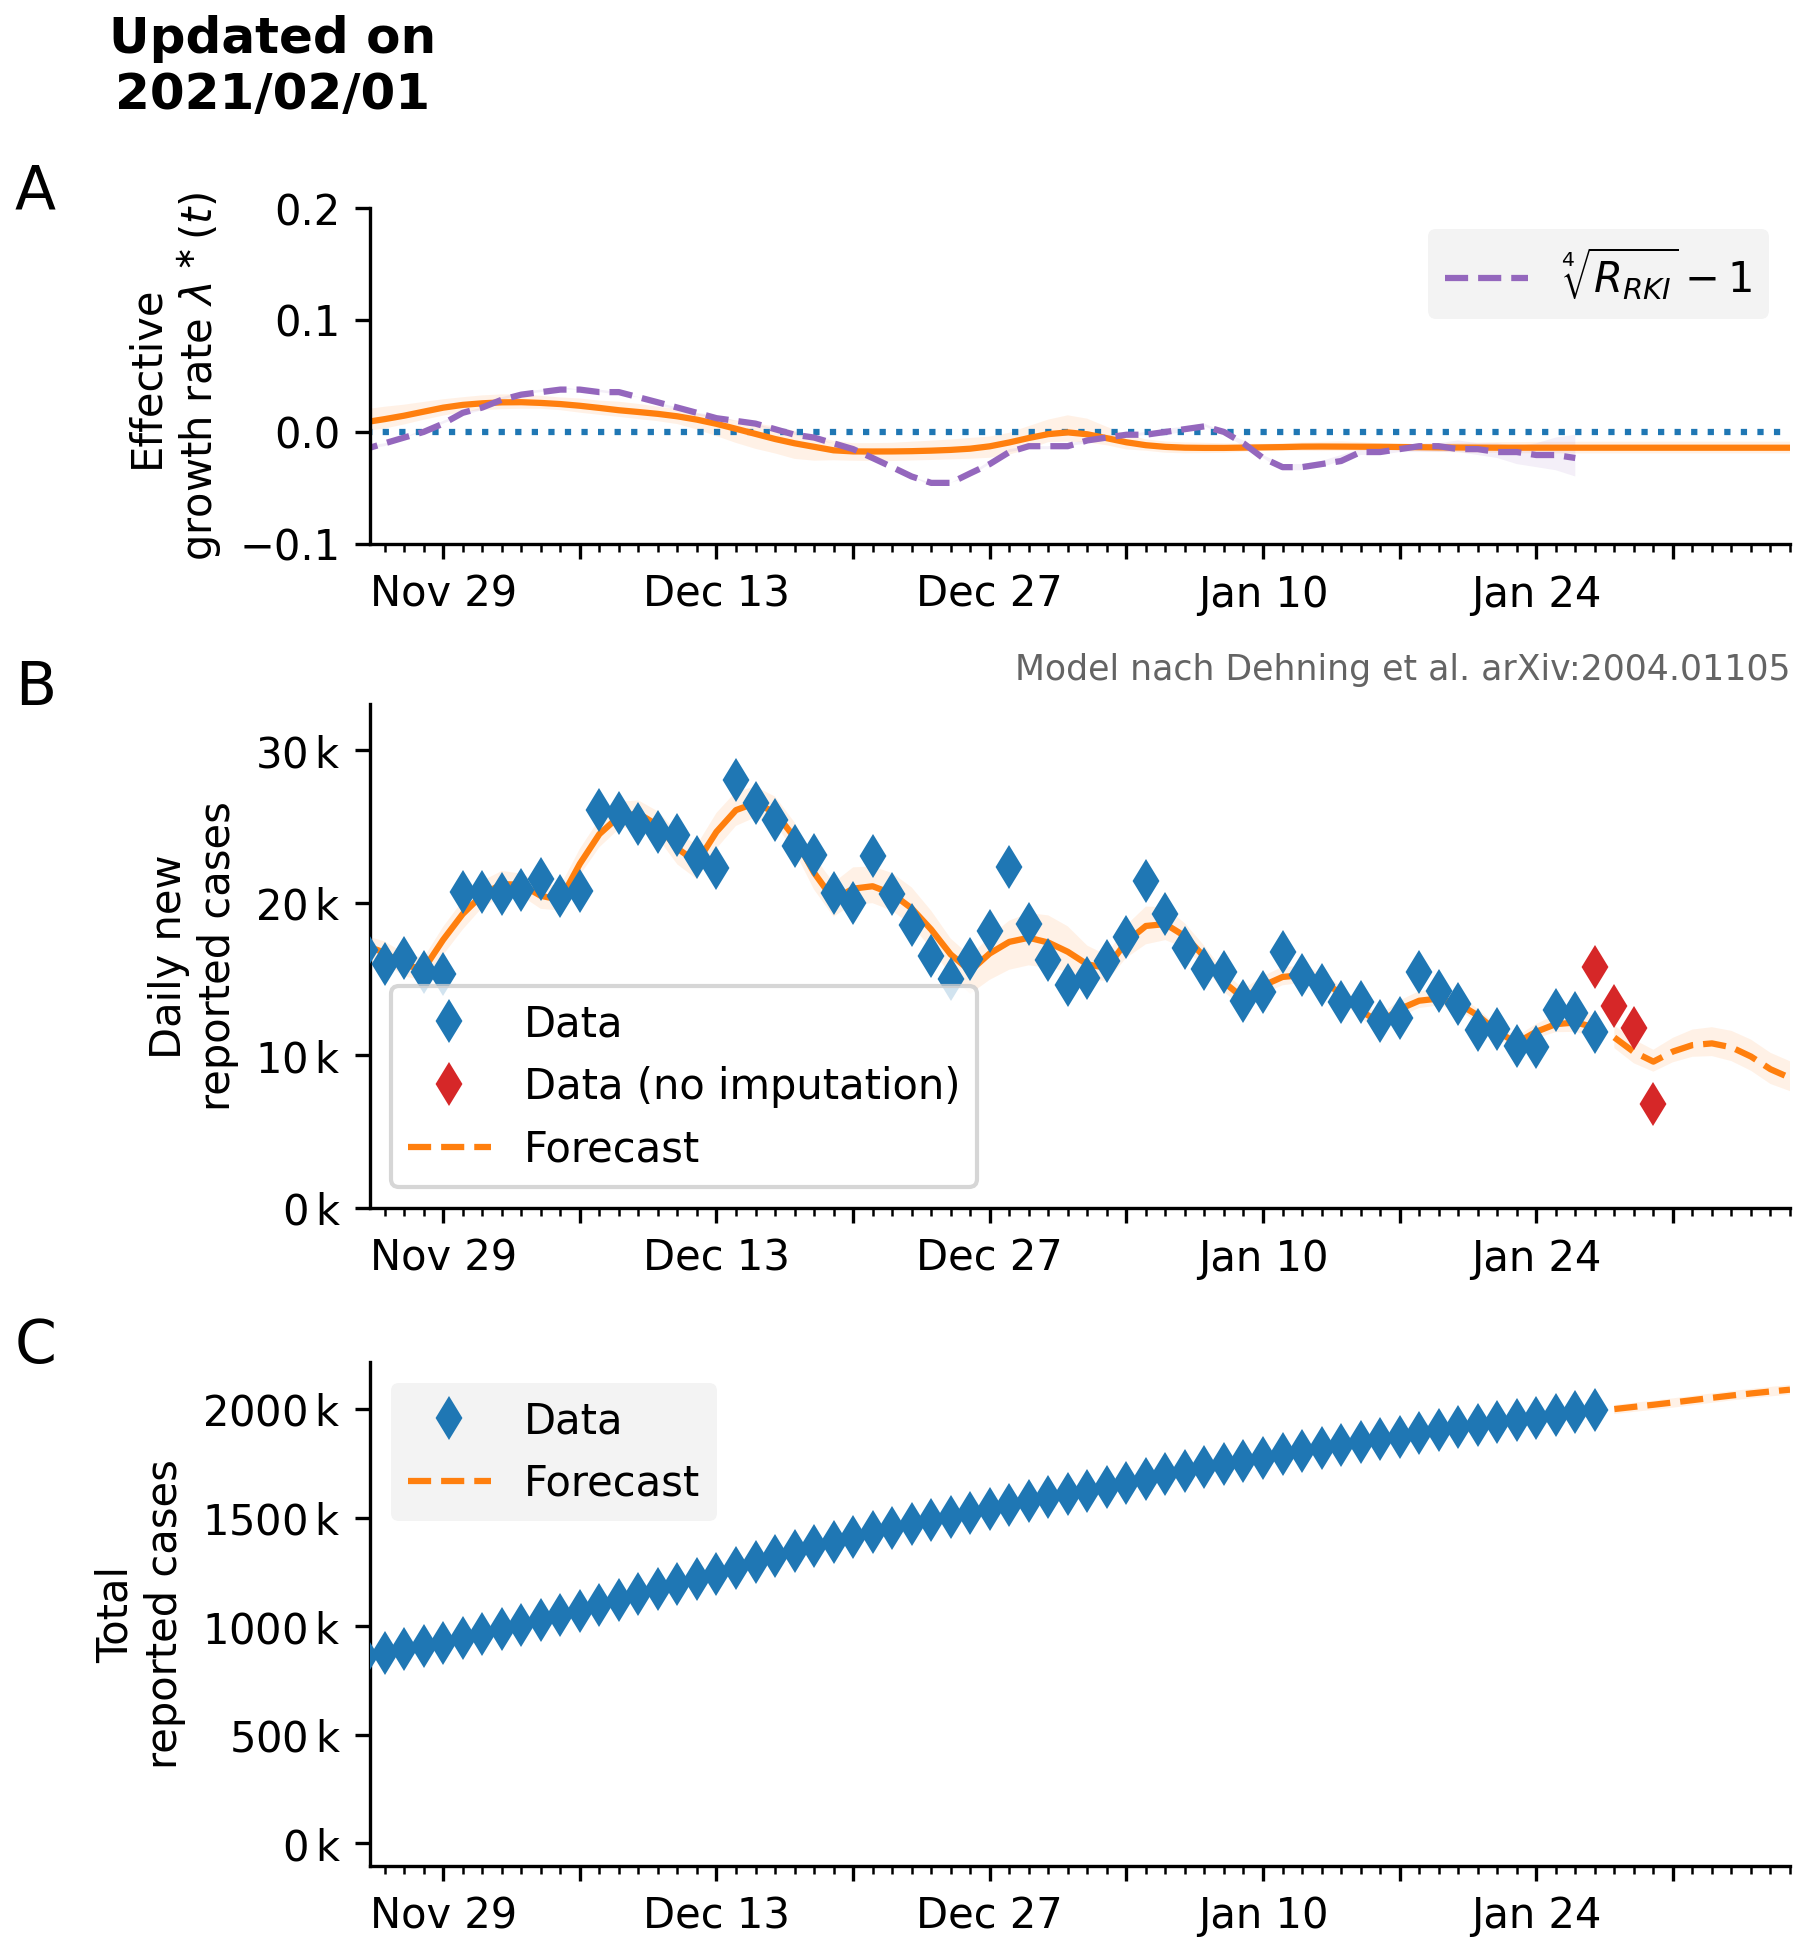 Updated on
2021/02/01
A
Effective
growth rate λ * (t)
0.2
0.1
0.0
−0.1
∜R_RKI − 1
Nov 29 Dec 13 Dec 27 Jan 10 Jan 24
B
Model nach Dehning et al. arXiv:2004.01105
Daily new
reported cases
30 k
20 k
10 k
0 k
Data
Data (no imputation)
Forecast
Nov 29 Dec 13 Dec 27 Jan 10 Jan 24
C
Total
reported cases
2000 k
1500 k
1000 k
500 k
0 k
Data
Forecast
Nov 29 Dec 13 Dec 27 Jan 10 Jan 24